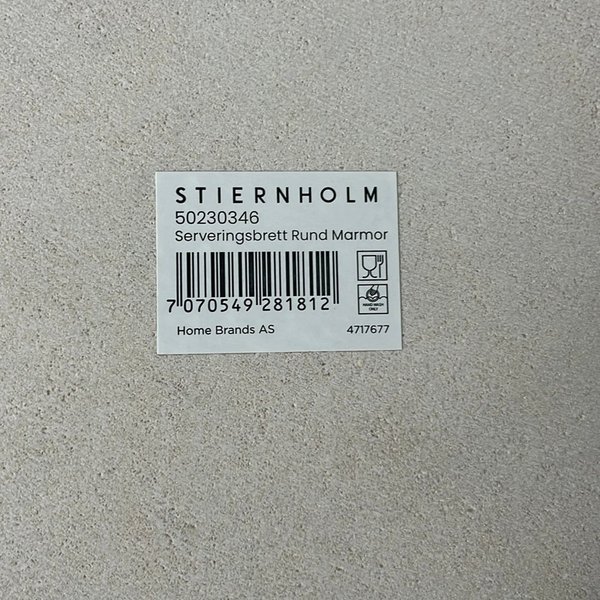 STIERNHOLM
50230346
Serveringsbrett Rund Marmor
7 070549 281812
HAND WASH
ONLY
Home Brands AS 4717677